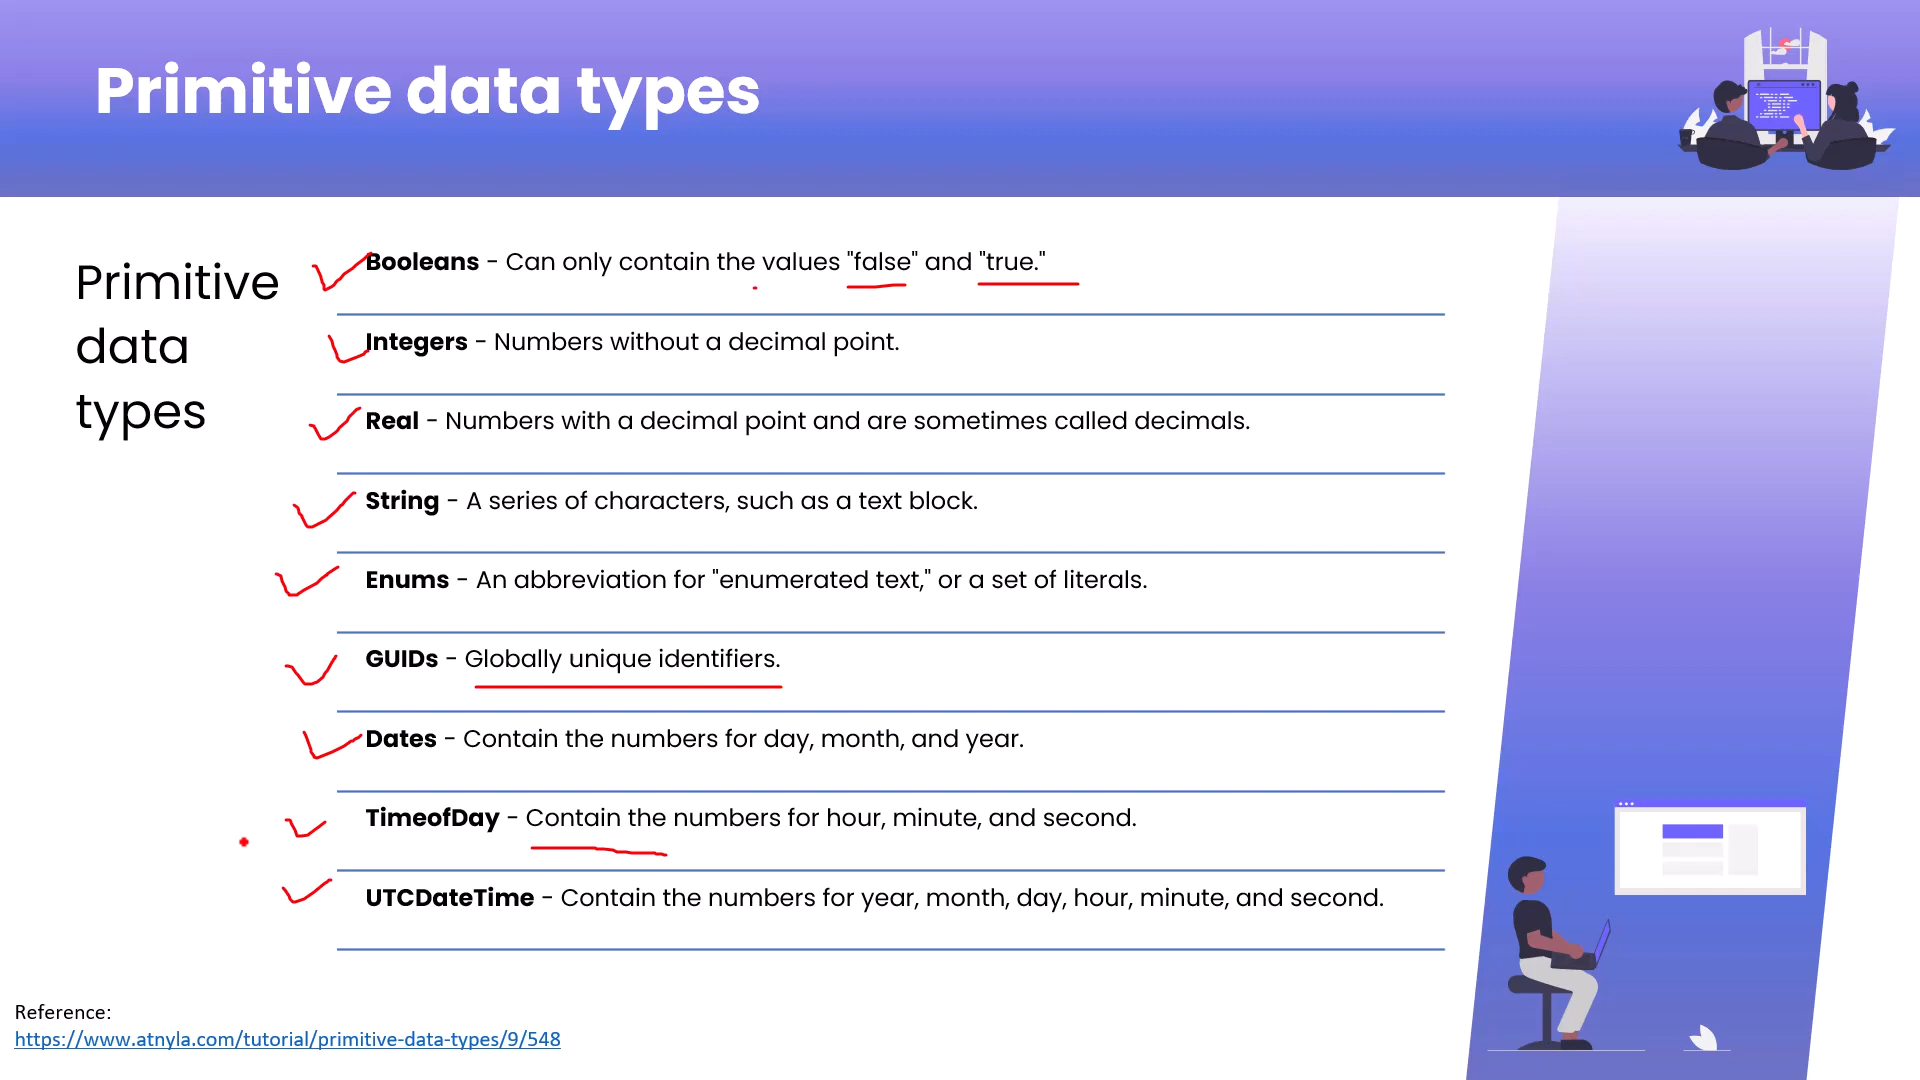 Primitive data types
Primitive
data
types
Booleans - Can only contain the values "false" and "true."
Integers - Numbers without a decimal point.
Real - Numbers with a decimal point and are sometimes called decimals.
String - A series of characters, such as a text block.
Enums - An abbreviation for "enumerated text," or a set of literals.
GUIDs - Globally unique identifiers.
Dates - Contain the numbers for day, month, and year.
TimeofDay - Contain the numbers for hour, minute, and second.
UTCDateTime - Contain the numbers for year, month, day, hour, minute, and second.
Reference:
https://www.atnyla.com/tutorial/primitive-data-types/9/548